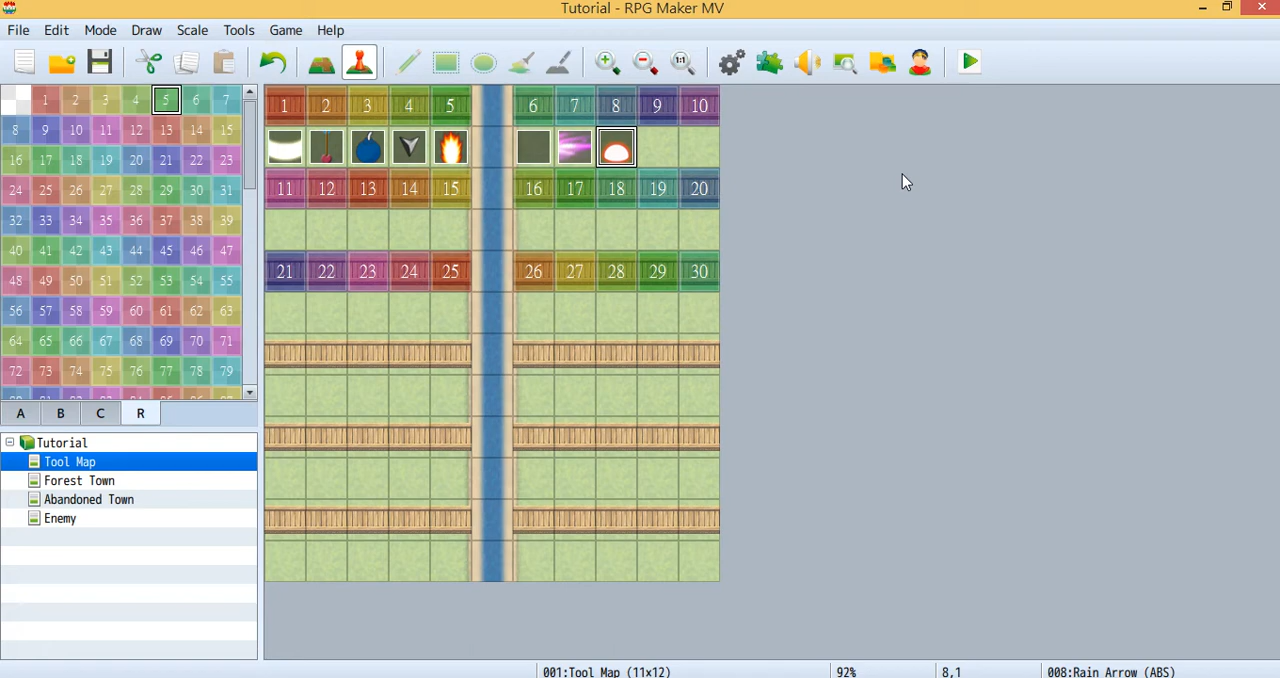 Tutorial - RPG Maker MV
File Edit Mode Draw Scale Tools Game Help
1:1
1 2 3 4 5 6 7
8 9 10 11 12 13 14 15
16 17 18 19 20 21 22 23
24 25 26 27 28 29 30 31
32 33 34 35 36 37 38 39
40 41 42 43 44 45 46 47
48 49 50 51 52 53 54 55
56 57 58 59 60 61 62 63
64 65 66 67 68 69 70 71
72 73 74 75 76 77 78 79
A B C R
Tutorial
Tool Map
Forest Town
Abandoned Town
Enemy
1 2 3 4 5 6 7 8 9 10
11 12 13 14 15 16 17 18 19 20
21 22 23 24 25 26 27 28 29 30
001:Tool Map (11x12) 92% 8,1 008:Rain Arrow (ABS)